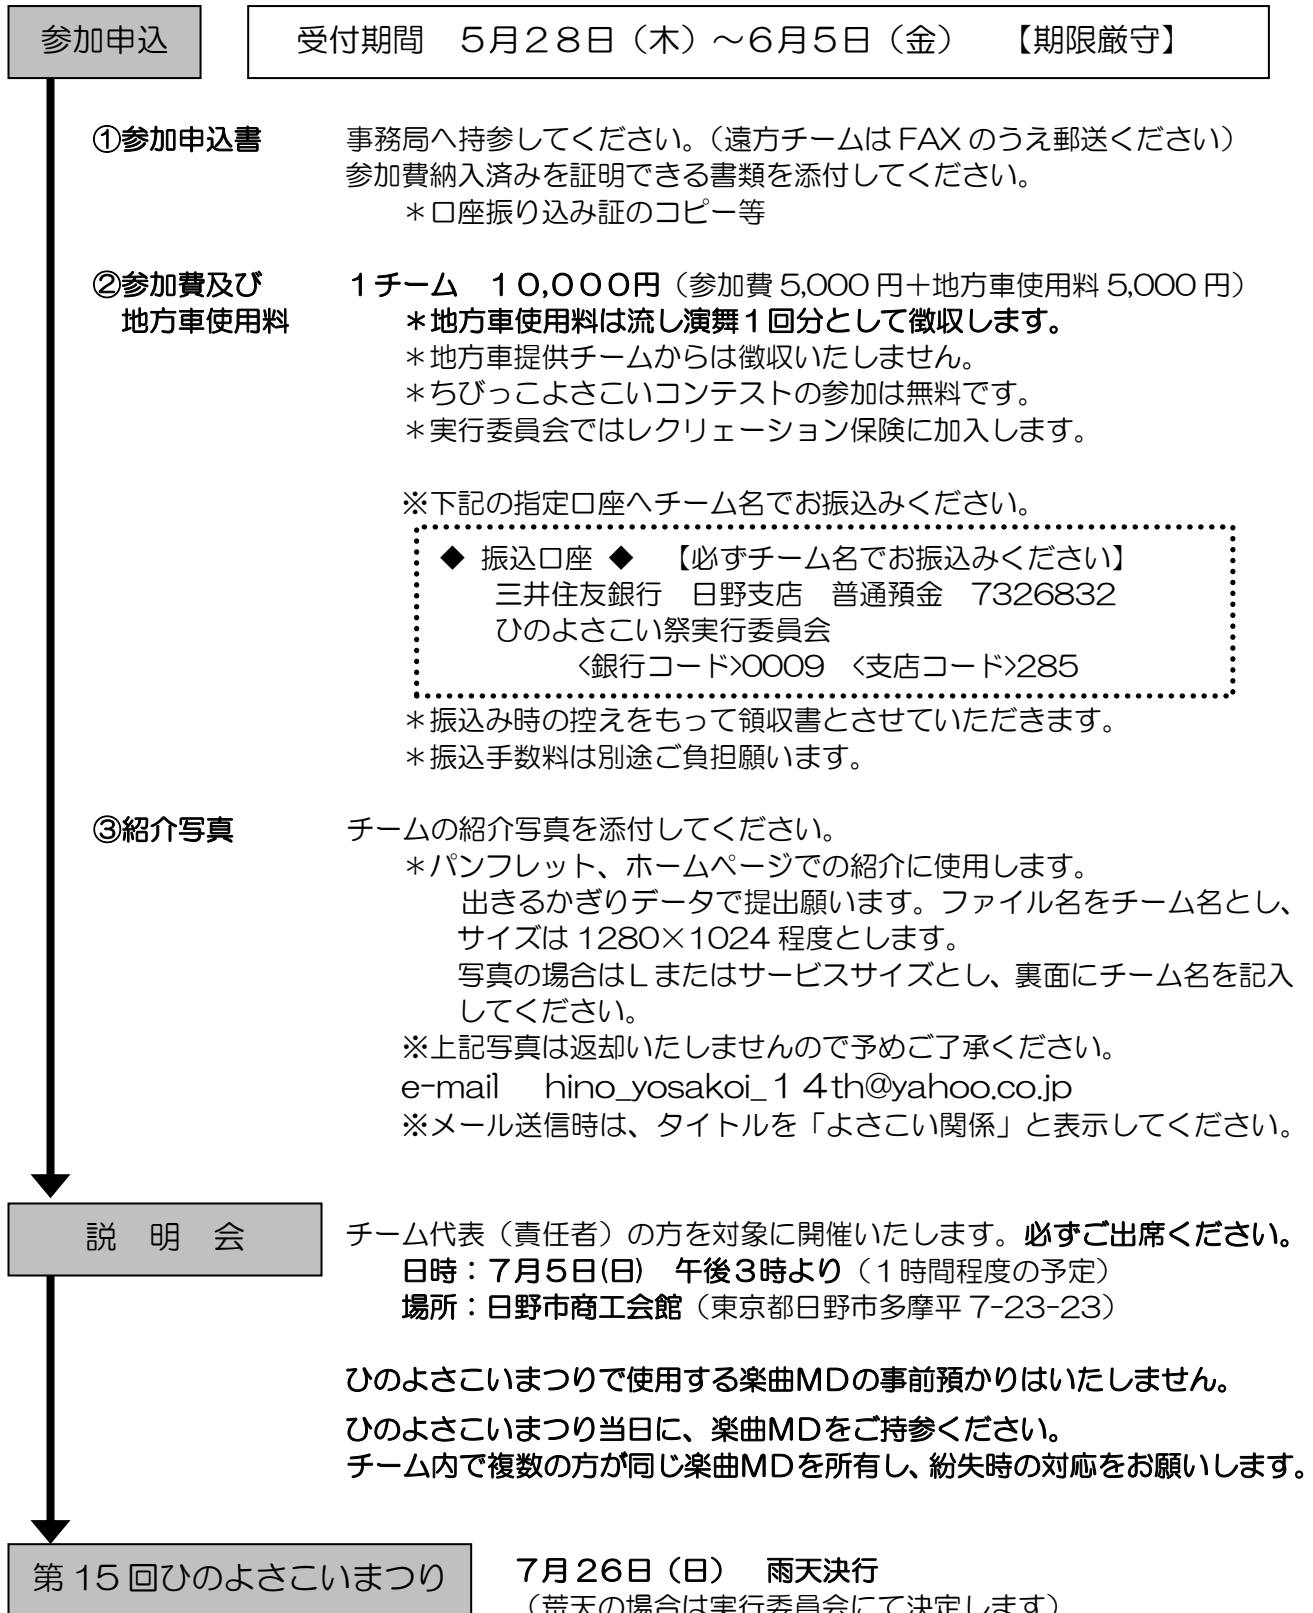 参加申込
受付期間　5月28日（木）～6月5日（金）　【期限厳守】
①参加申込書　事務局へ持参してください。（遠方チームは FAX のうえ郵送ください）
参加費納入済みを証明できる書類を添付してください。
＊口座振り込み証のコピー等
②参加費及び　１チーム　１０,０００円（参加費 5,000 円＋地方車使用料 5,000 円）
地方車使用料　＊地方車使用料は流し演舞１回分として徴収します。
＊地方車提供チームからは徴収いたしません。
＊ちびっこよさこいコンテストの参加は無料です。
＊実行委員会ではレクリェーション保険に加入します。
※下記の指定口座へチーム名でお振込みください。
◆ 振込口座 ◆　【必ずチーム名でお振込みください】
三井住友銀行　日野支店　普通預金　7326832
ひのよさこい祭実行委員会
<銀行コード>0009　<支店コード>285
＊振込み時の控えをもって領収書とさせていただきます。
＊振込手数料は別途ご負担願います。
③紹介写真　チームの紹介写真を添付してください。
＊パンフレット、ホームページでの紹介に使用します。
出きるかぎりデータで提出願います。ファイル名をチーム名とし、
サイズは 1280×1024 程度とします。
写真の場合はL またはサービスサイズとし、裏面にチーム名を記入
してください。
※上記写真は返却いたしませんので予めご了承ください。
e-mail　hino_yosakoi_１４th@yahoo.co.jp
※メール送信時は、タイトルを「よさこい関係」と表示してください。
説　明　会
チーム代表（責任者）の方を対象に開催いたします。必ずご出席ください。
日時：７月５日(日)　午後３時より（１時間程度の予定）
場所：日野市商工会館（東京都日野市多摩平 7-23-23）
ひのよさこいまつりで使用する楽曲MDの事前預かりはいたしません。
ひのよさこいまつり当日に、楽曲MDをご持参ください。
チーム内で複数の方が同じ楽曲MDを所有し、紛失時の対応をお願いします。
第 15 回ひのよさこいまつり
７月２６日（日）　雨天決行
（荒天の場合は実行委員会にて決定します）